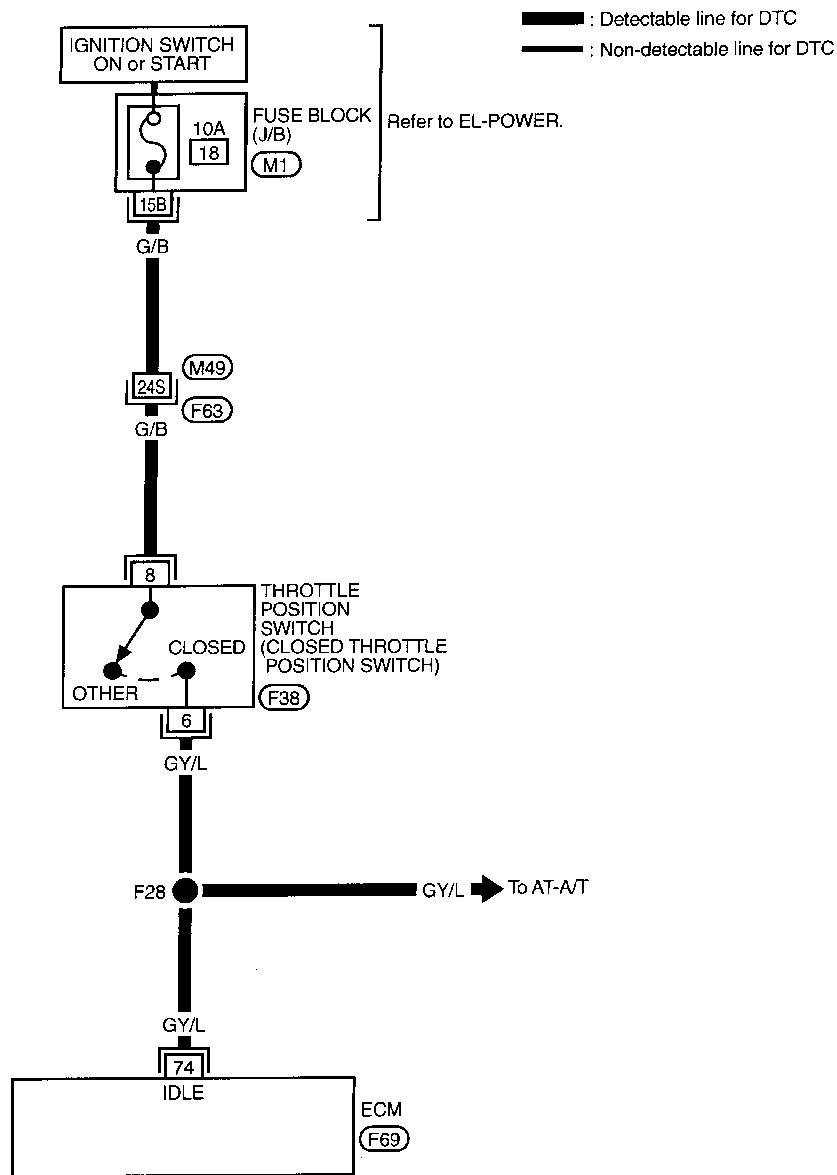 : Detectable line for DTC
: Non-detectable line for DTC
IGNITION SWITCH
ON or START
FUSE BLOCK
(J/B)
10A
18
M1
Refer to EL-POWER.
15B
G/B
M49
24S
F63
G/B
8
THROTTLE
POSITION
SWITCH
(CLOSED THROTTLE
POSITION SWITCH)
CLOSED
OTHER
F38
6
GY/L
F28
GY/L
To AT-A/T
GY/L
74
IDLE
ECM
F69